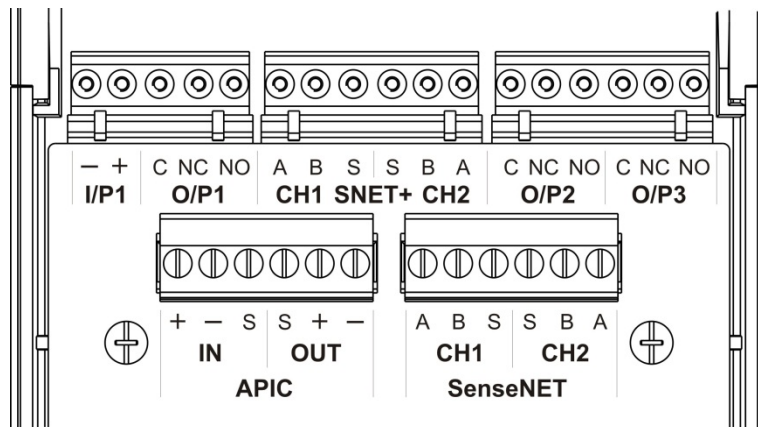 − + C NC NO A B S S B A C NC NO C NC NO
I/P1 O/P1 CH1 SNET+ CH2 O/P2 O/P3
+ − S S + − A B S S B A
IN OUT CH1 CH2
APIC SenseNET